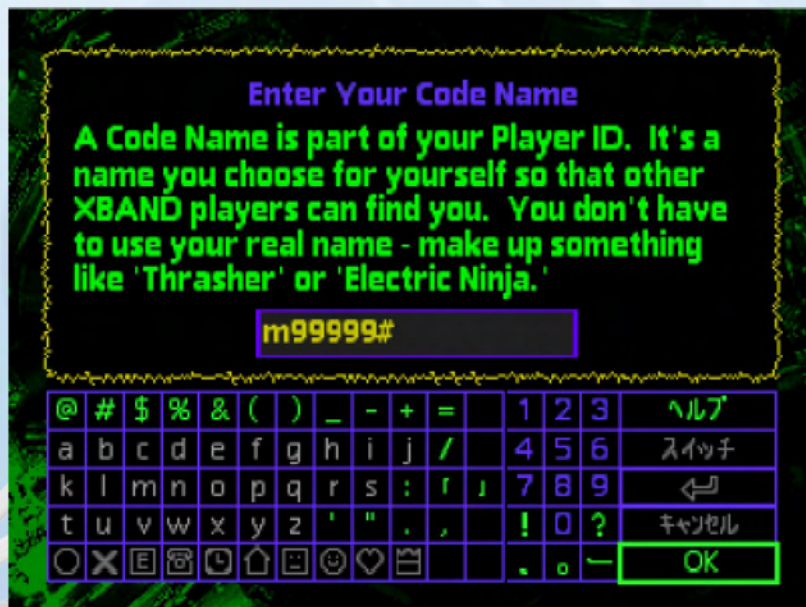 Enter Your Code Name
A Code Name is part of your Player ID. It's a
name you choose for yourself so that other
XBAND players can find you. You don't have
to use your real name - make up something
like 'Thrasher' or 'Electric Ninja.'
m99999#
@ # $ % & ( ) _ - + = 1 2 3 ヘルプ
a b c d e f g h i j / 4 5 6 スイッチ
k l m n o p q r s : 「 」 7 8 9
t u v w x y z ' " . , ! 0 ? キャンセル
E ゛ ゜ ー OK